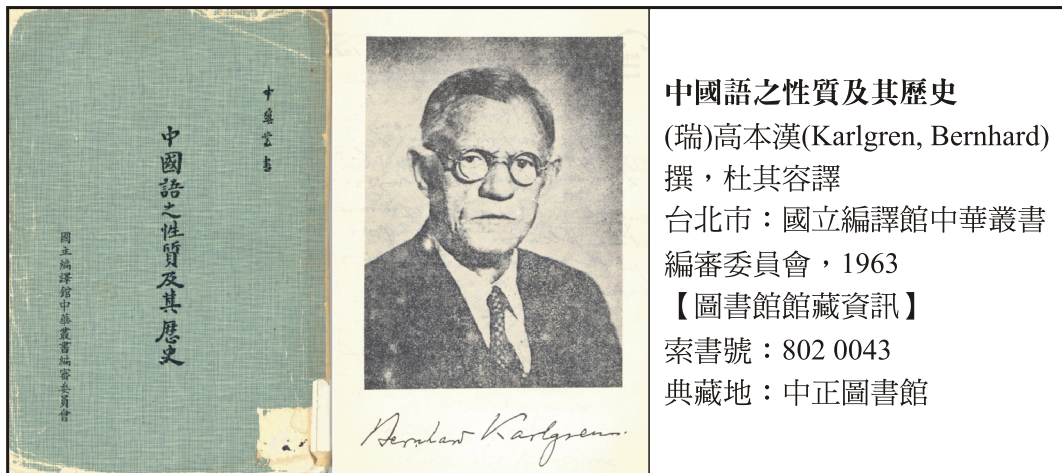 中華叢書
中國語之性質及其歷史
國立編譯館中華叢書編審委員會
Bernhard Karlgren.
中國語之性質及其歷史
(瑞)高本漢(Karlgren, Bernhard)
撰，杜其容譯
台北市：國立編譯館中華叢書
編審委員會，1963
【圖書館館藏資訊】
索書號：802 0043
典藏地：中正圖書館